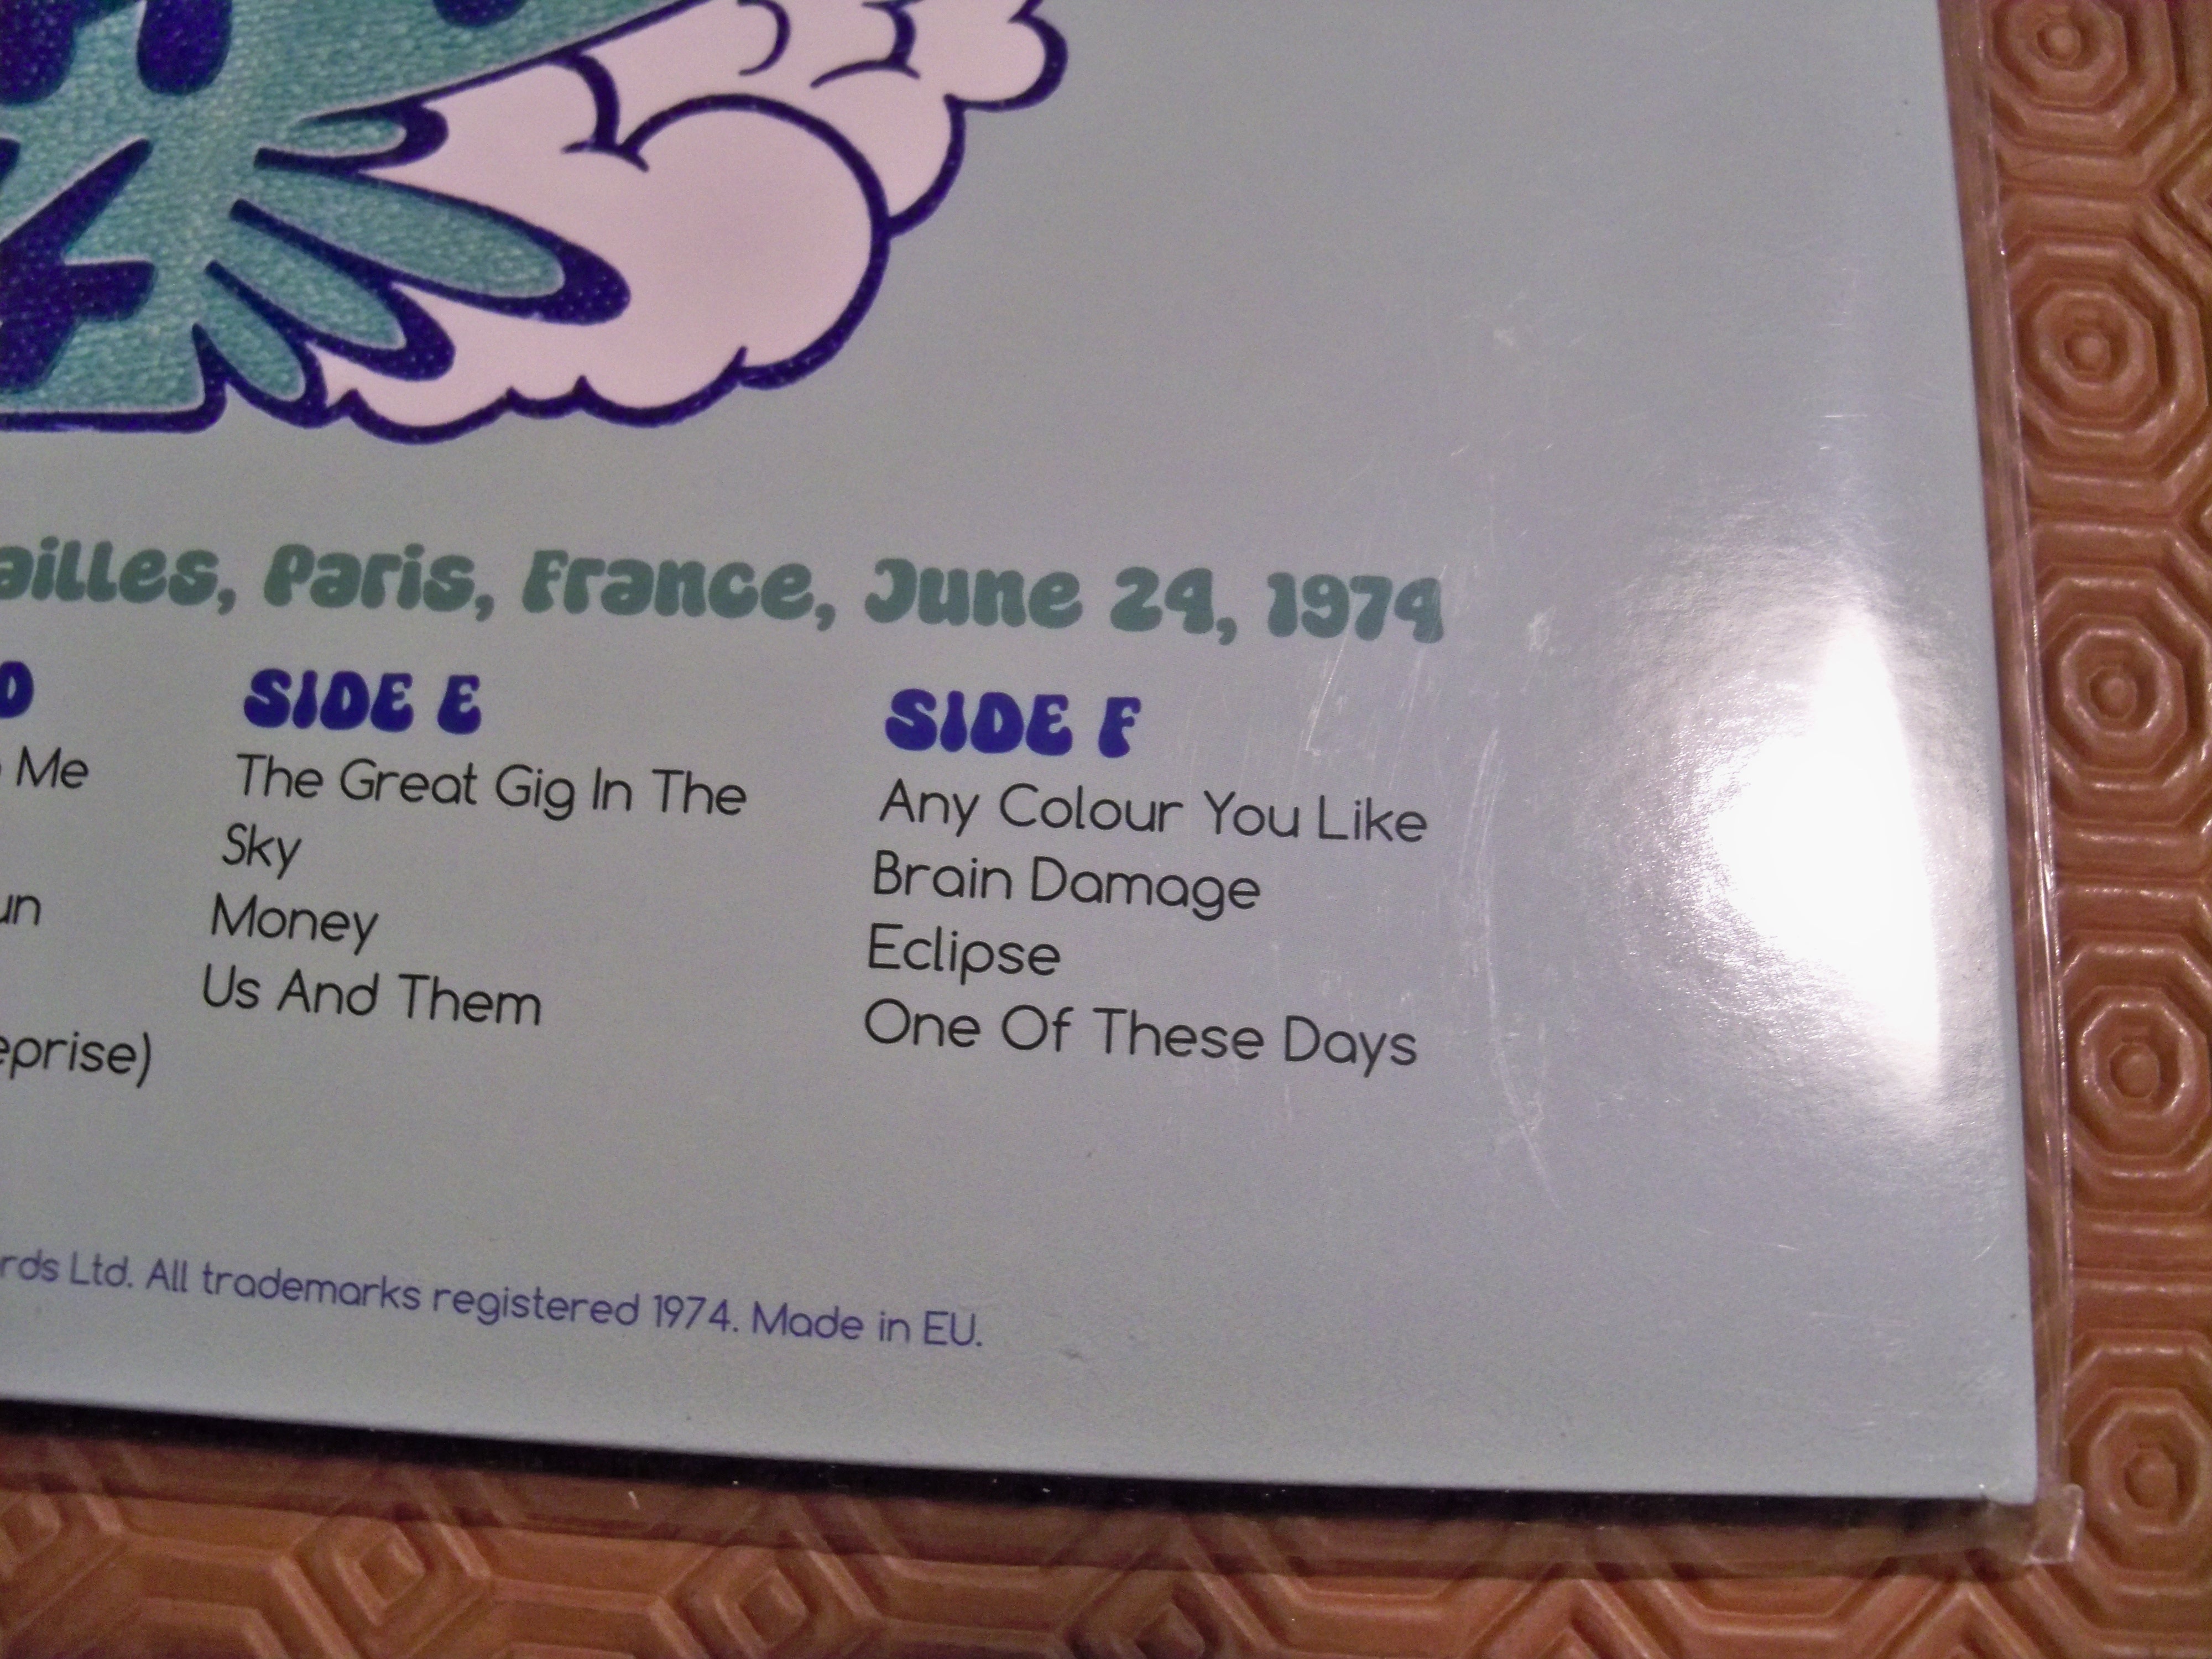 ailles, Paris, France, June 24, 1974
D
Me
un
eprise)
SIDE E
The Great Gig In The
Sky
Money
Us And Them
SIDE F
Any Colour You Like
Brain Damage
Eclipse
One Of These Days
rds Ltd. All trademarks registered 1974. Made in EU.